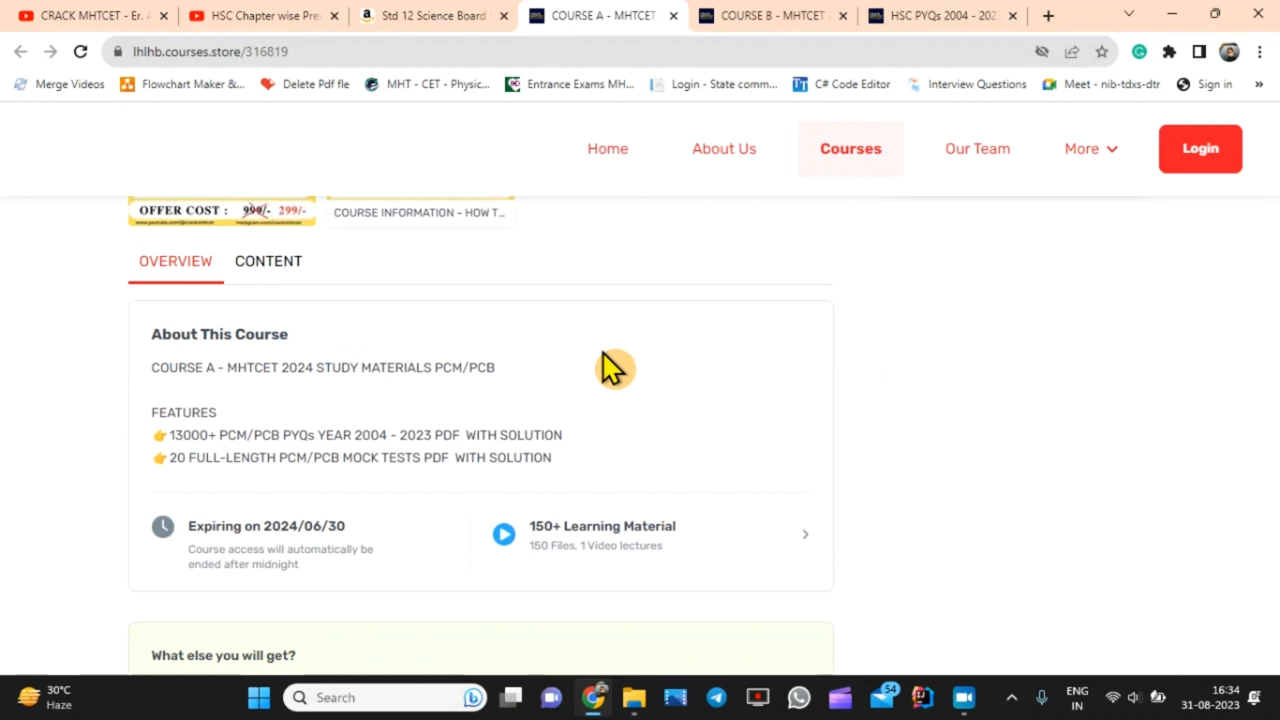 CRACK MHTCET - Er. A
HSC Chapter wise Pre
Std 12 Science Board
COURSE A - MHTCET
COURSE B - MHTCET 2
HSC PYQs 2004 - 202
lhlhb.courses.store/316819
Merge Videos
Flowchart Maker &...
Delete Pdf fle
MHT - CET - Physic...
Entrance Exams MH...
Login - State comm...
C# Code Editor
Interview Questions
Meet - nib-tdxs-dtr
Sign in
»
Home
About Us
Courses
Our Team
More
Login
OFFER COST : 999/- 299/-
COURSE INFORMATION - HOW T...
OVERVIEW
CONTENT
About This Course
COURSE A - MHTCET 2024 STUDY MATERIALS PCM/PCB
FEATURES
👉13000+ PCM/PCB PYQs YEAR 2004 - 2023 PDF WITH SOLUTION
👉20 FULL-LENGTH PCM/PCB MOCK TESTS PDF WITH SOLUTION
Expiring on 2024/06/30
Course access will automatically be
ended after midnight
150+ Learning Material
150 Files, 1 Video lectures
What else you will get?
30°C
Haze
Search
54
ENG
IN
16:34
31-08-2023